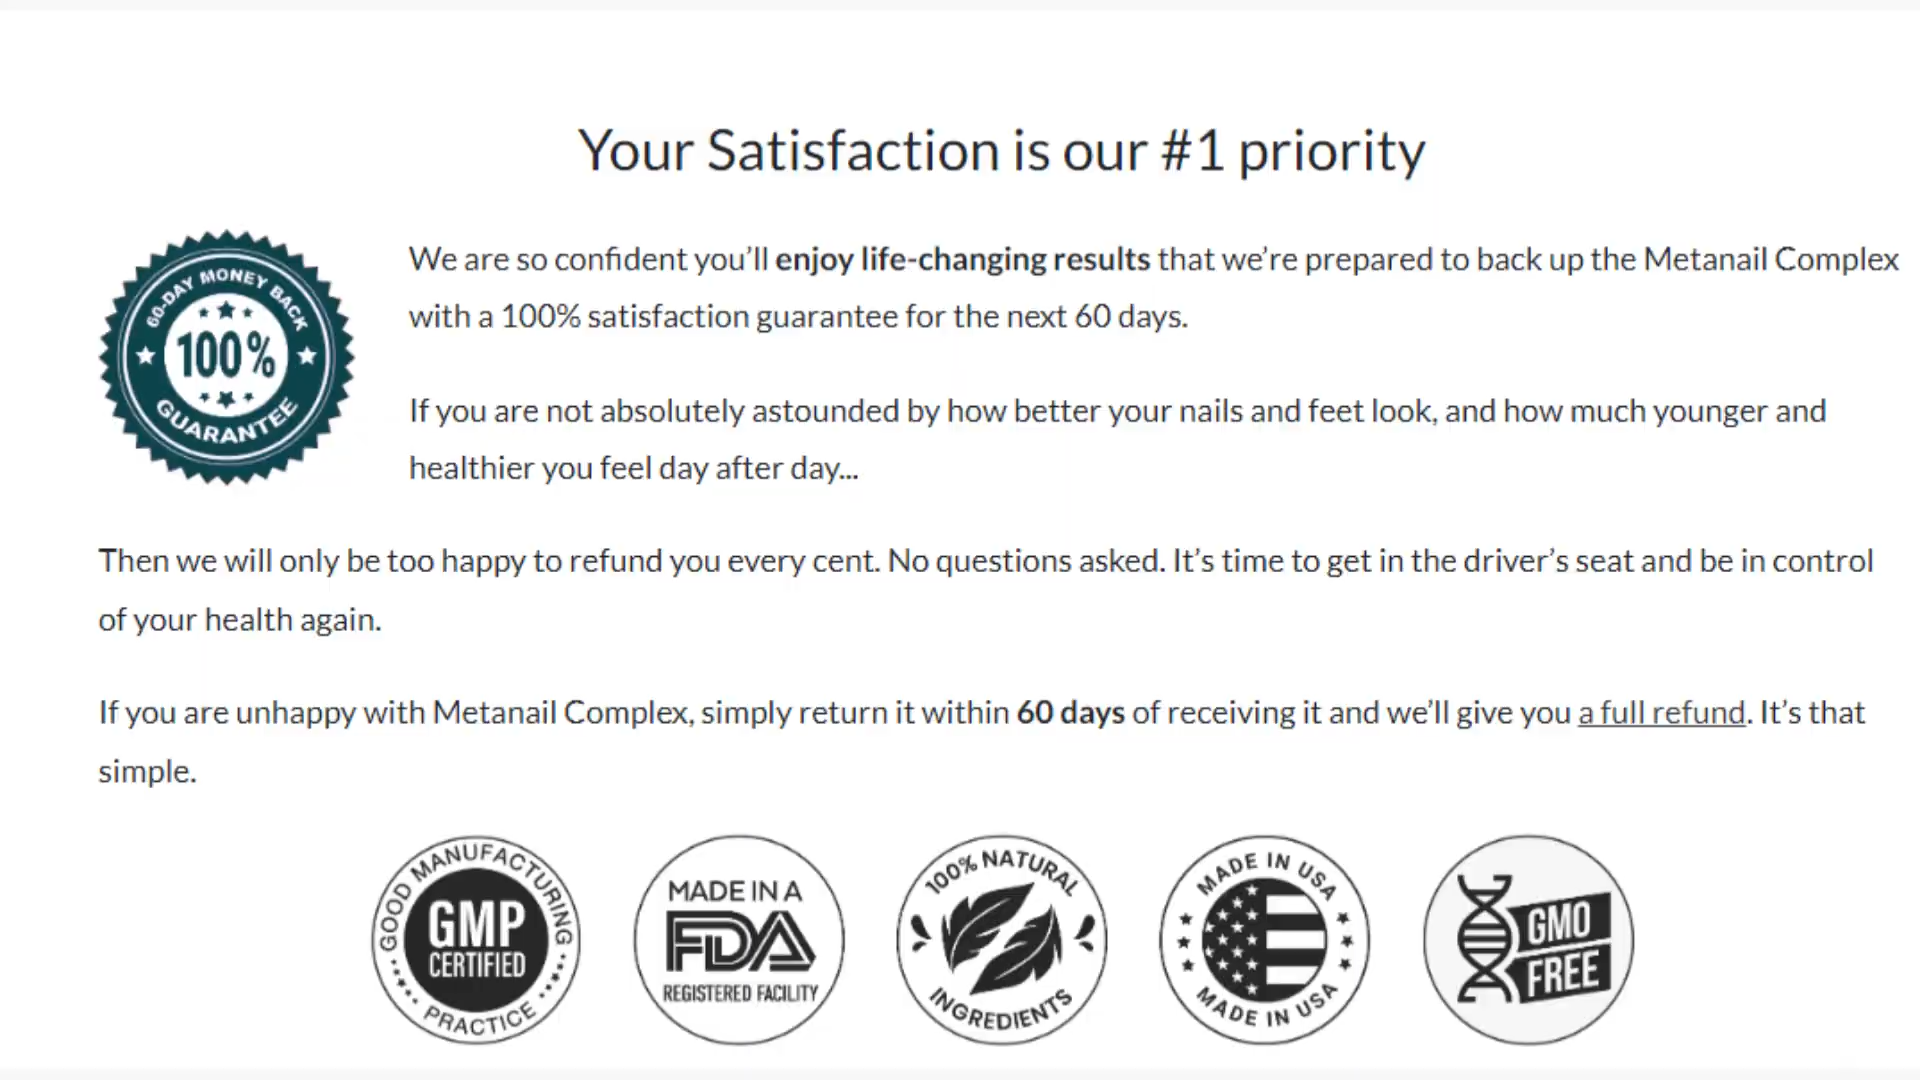 Your Satisfaction is our #1 priority
60-DAY MONEY BACK
100%
GUARANTEE
We are so confident you’ll enjoy life-changing results that we’re prepared to back up the Metanail Complex
with a 100% satisfaction guarantee for the next 60 days.
If you are not absolutely astounded by how better your nails and feet look, and how much younger and
healthier you feel day after day...
Then we will only be too happy to refund you every cent. No questions asked. It’s time to get in the driver’s seat and be in control
of your health again.
If you are unhappy with Metanail Complex, simply return it within 60 days of receiving it and we’ll give you a full refund. It’s that
simple.
GOOD MANUFACTURING
GMP
CERTIFIED
PRACTICE
MADE IN A
FDA
REGISTERED FACILITY
100% NATURAL
INGREDIENTS
MADE IN USA
MADE IN USA
GMO
FREE